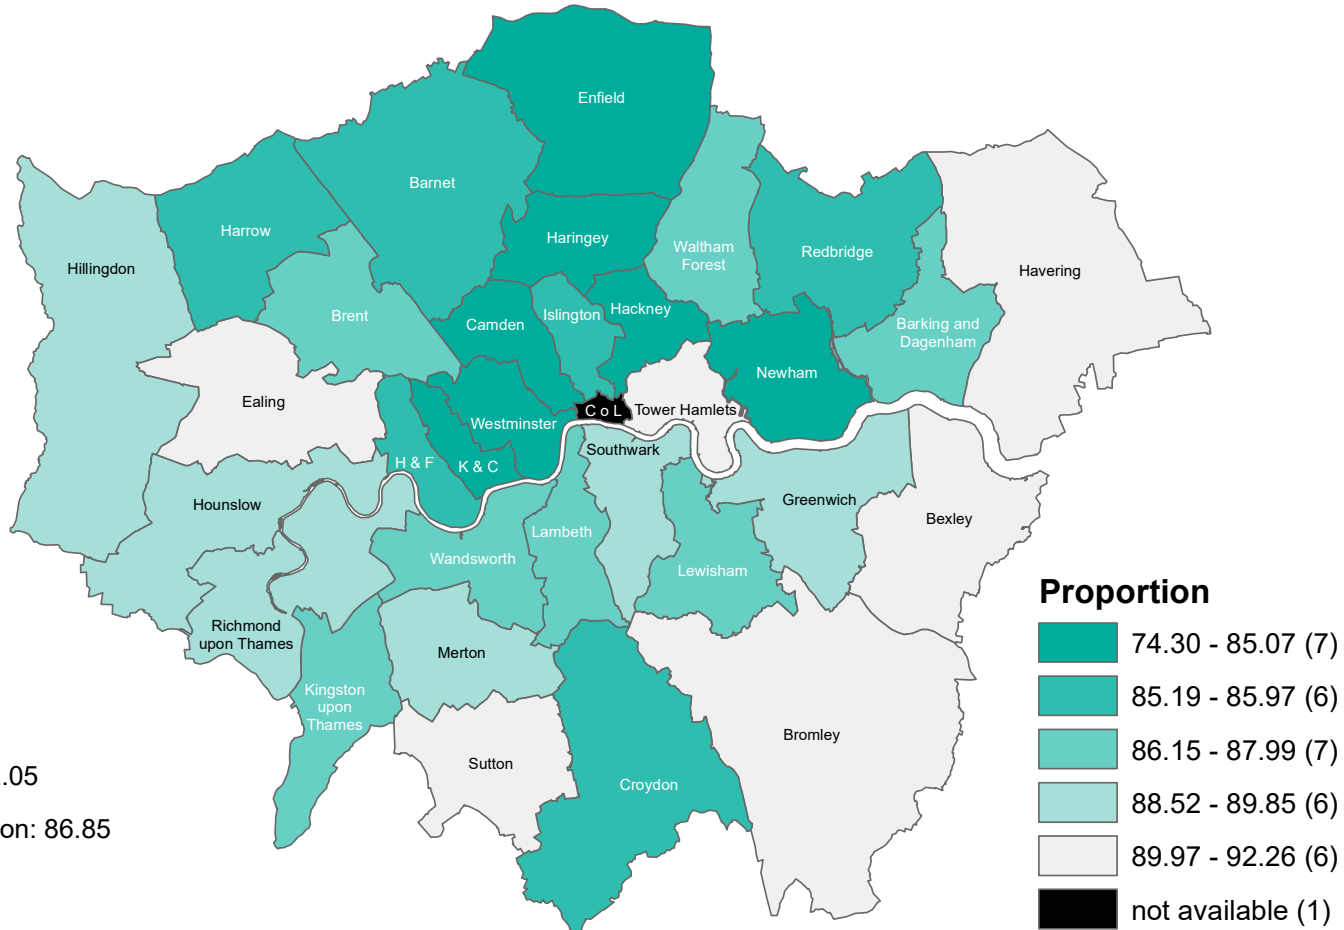 Enfield
Barnet
Harrow
Haringey
Waltham
Forest
Redbridge
Hillingdon
Havering
Brent
Camden
Islington
Hackney
Barking and
Dagenham
Newham
Ealing
Westminster
C o L
Tower Hamlets
Southwark
H & F
K & C
Hounslow
Greenwich
Bexley
Lambeth
Wandsworth
Lewisham
Richmond
upon Thames
Merton
Kingston
upon
Thames
Sutton
Croydon
Bromley
.05
on: 86.85
Proportion
74.30 - 85.07 (7)
85.19 - 85.97 (6)
86.15 - 87.99 (7)
88.52 - 89.85 (6)
89.97 - 92.26 (6)
not available (1)